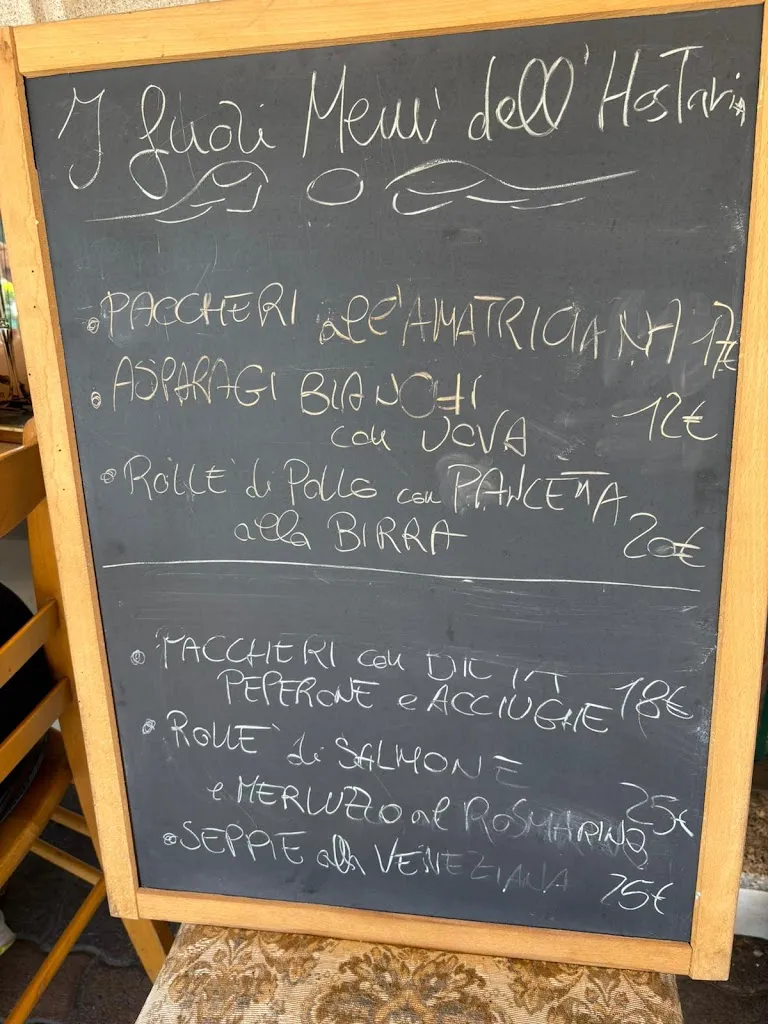 I fuori Menù dell'Hostaria
PACCHERI all'AMATRICIANA 17€
ASPARAGI BIANCHI
con UOVA 12€
ROLLE' di Pollo con PANCETTA
alla BIRRA 20€
PACCHERI con
PEPERONE e ACCIUGHE 18€
ROLLE' di SALMONE
e MERLUZZO al ROSMARINO 25€
SEPPIE alla VENEZIANA